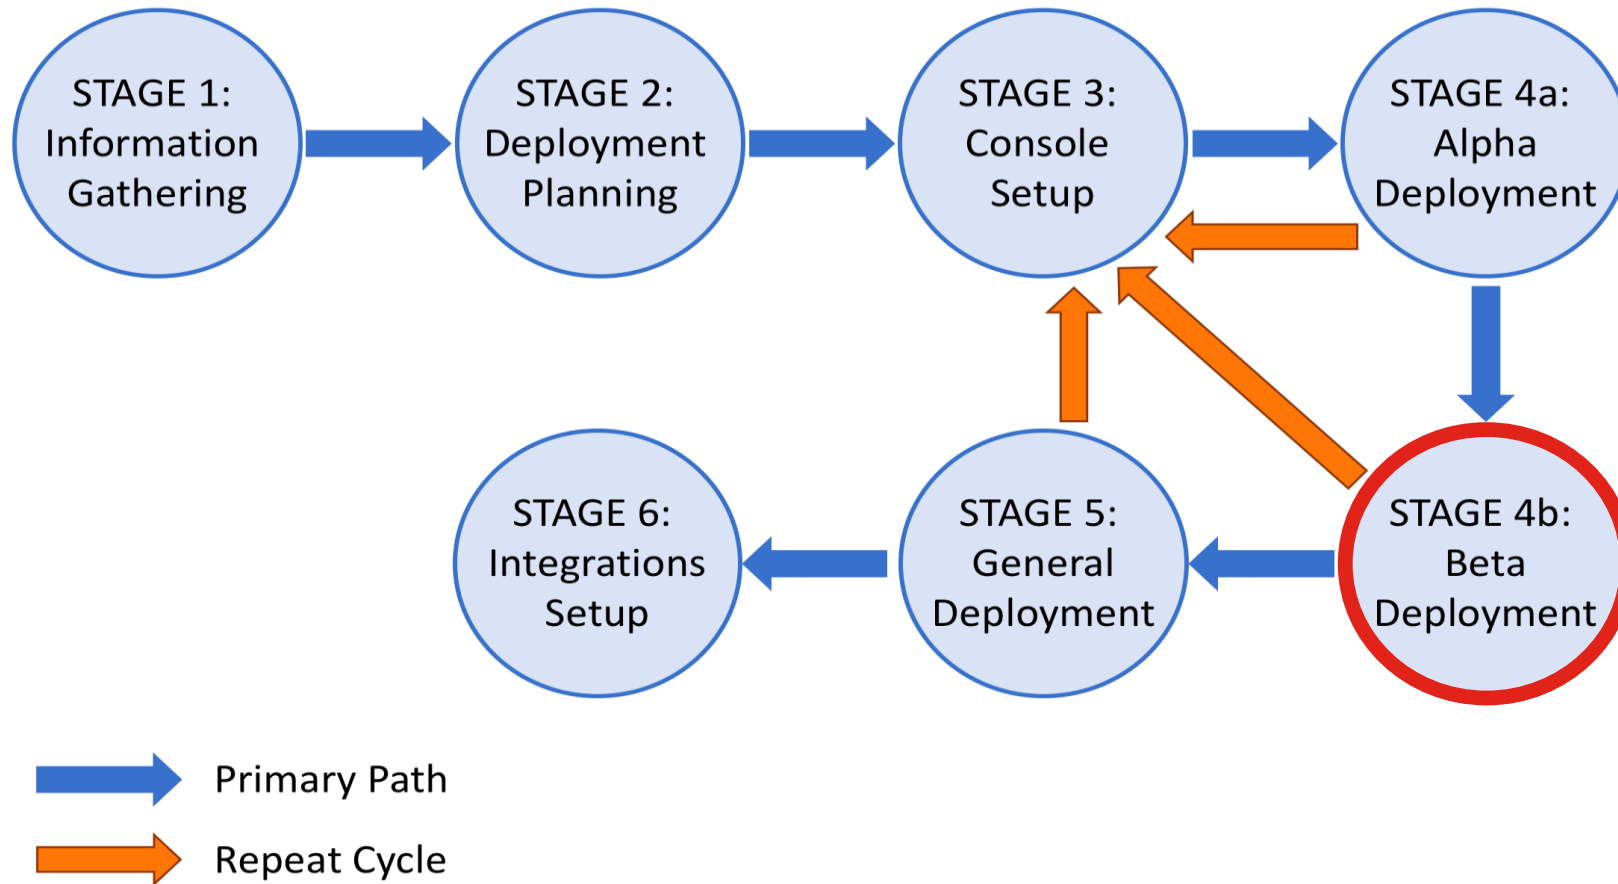 STAGE 1:
Information
Gathering
STAGE 2:
Deployment
Planning
STAGE 3:
Console
Setup
STAGE 4a:
Alpha
Deployment
STAGE 6:
Integrations
Setup
STAGE 5:
General
Deployment
STAGE 4b:
Beta
Deployment
Primary Path
Repeat Cycle